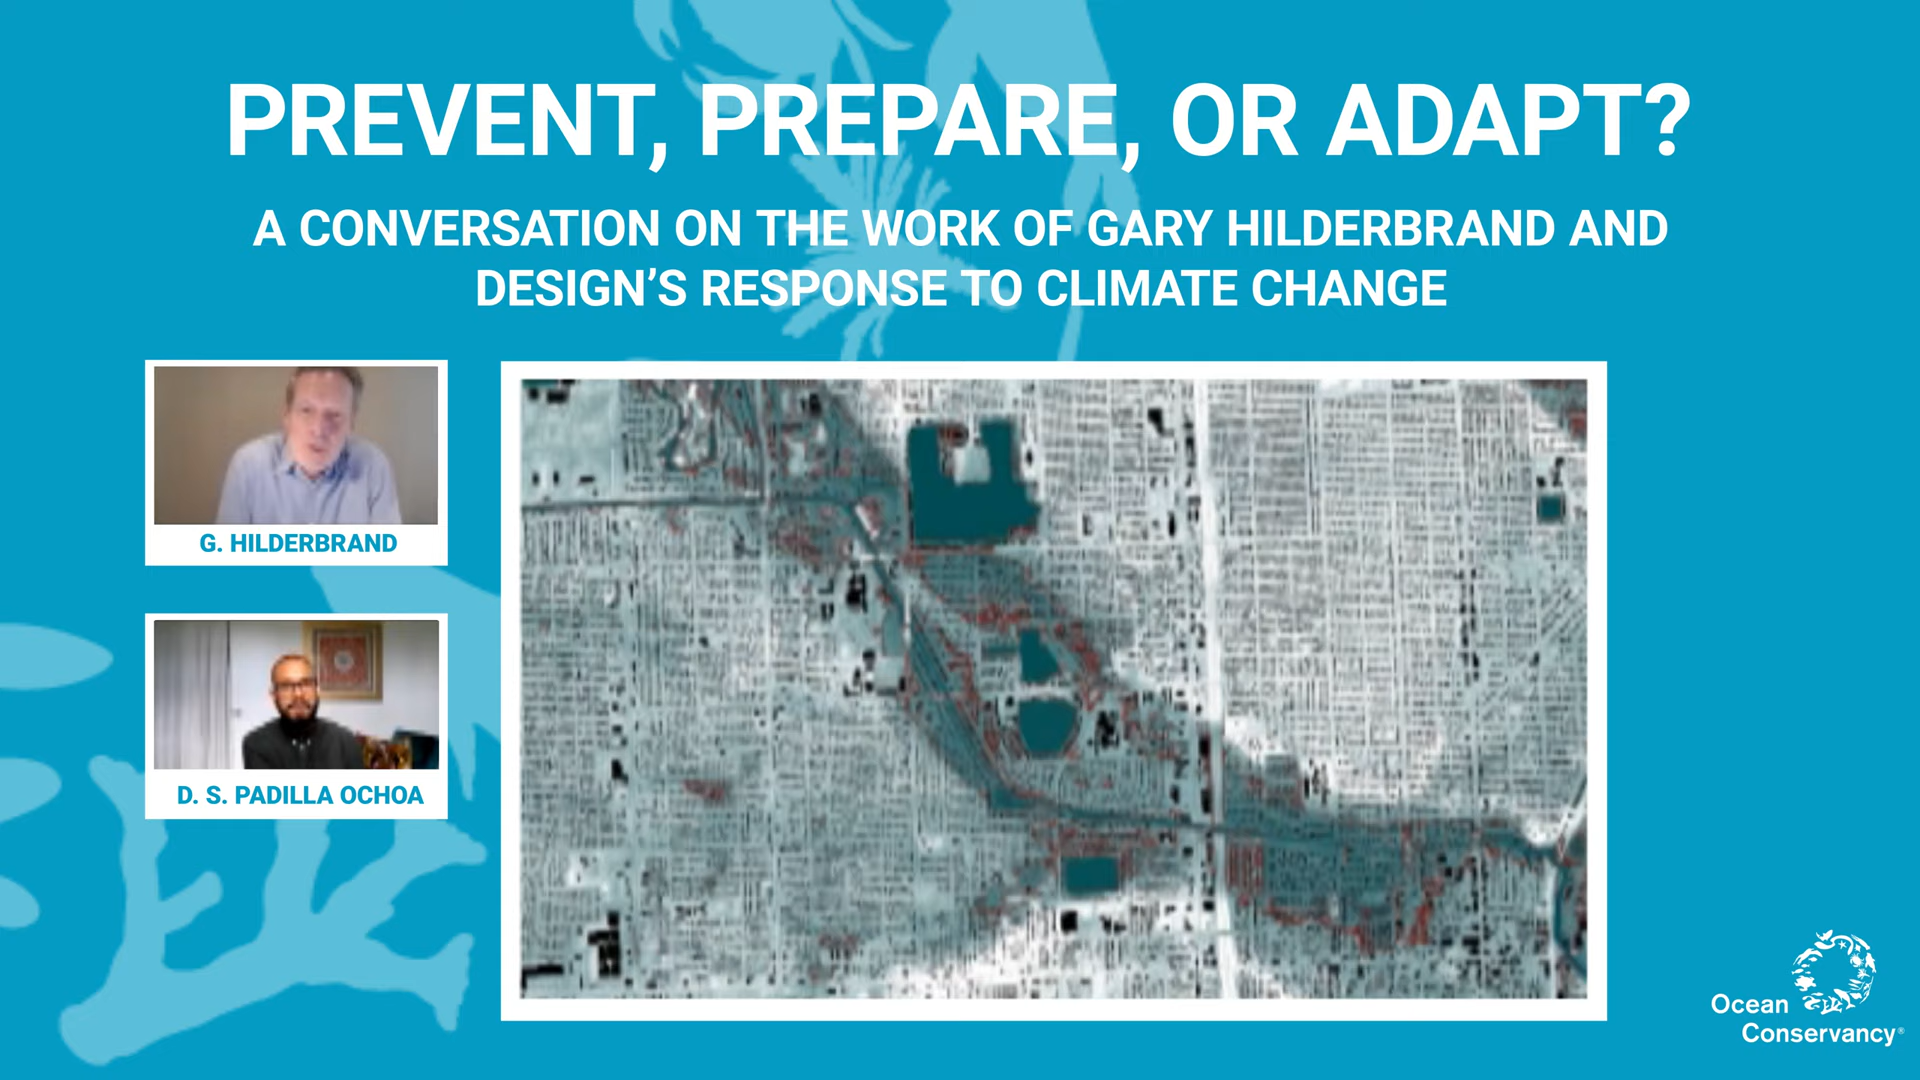 PREVENT, PREPARE, OR ADAPT?
A CONVERSATION ON THE WORK OF GARY HILDERBRAND AND
DESIGN’S RESPONSE TO CLIMATE CHANGE
G. HILDERBRAND
D. S. PADILLA OCHOA
Ocean
Conservancy®